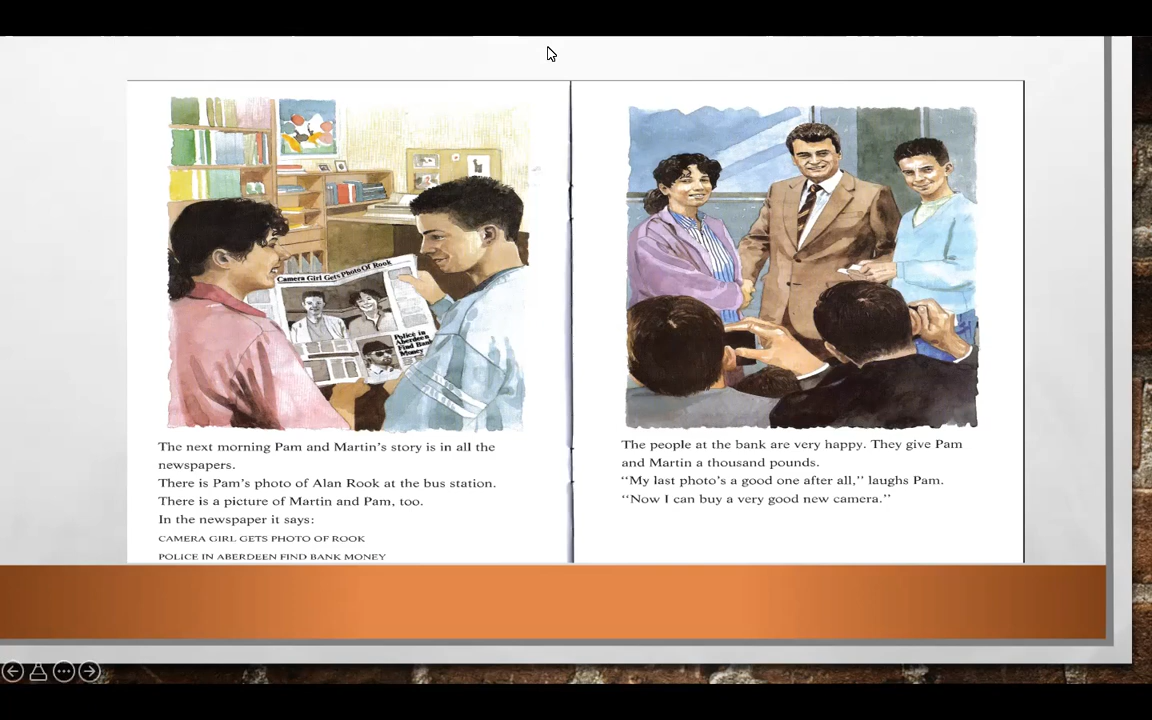 Camera Girl Gets Photo Of Rook
Police in
Aberdeen
Find Bank
Money
The next morning Pam and Martin's story is in all the
newspapers.
There is Pam's photo of Alan Rook at the bus station.
There is a picture of Martin and Pam, too.
In the newspaper it says:
CAMERA GIRL GETS PHOTO OF ROOK
POLICE IN ABERDEEN FIND BANK MONEY
The people at the bank are very happy. They give Pam
and Martin a thousand pounds.
“My last photo's a good one after all,” laughs Pam.
“Now I can buy a very good new camera.”